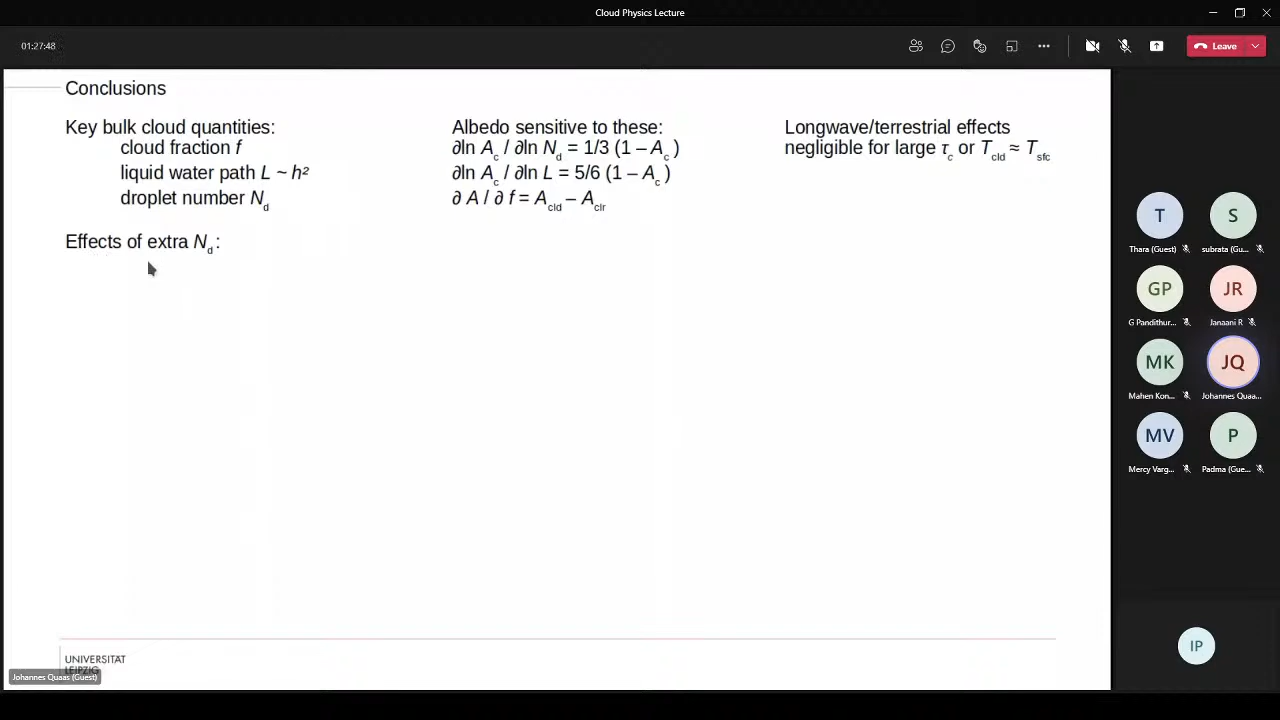 Cloud Physics Lecture
01:27:48
Leave
Conclusions
Key bulk cloud quantities:
cloud fraction f
liquid water path L ~ h²
droplet number N_d
Effects of extra N_d:
Albedo sensitive to these:
∂ln A_c / ∂ln N_d = 1/3 (1 – A_c)
∂ln A_c / ∂ln L = 5/6 (1 – A_c)
∂ A / ∂ f = A_cld – A_clr
Longwave/terrestrial effects
negligible for large τ_c or T_cld ≈ T_sfc
T
S
Thara (Guest)
subrata (Gu...
GP
JR
G Pandithur...
Janaani R
MK
JQ
Mahen Kon...
Johannes Quaa...
MV
P
Mercy Varg...
Padma (Gue...
IP
UNIVERSITÄT
LEIPZIG
Johannes Quaas (Guest)